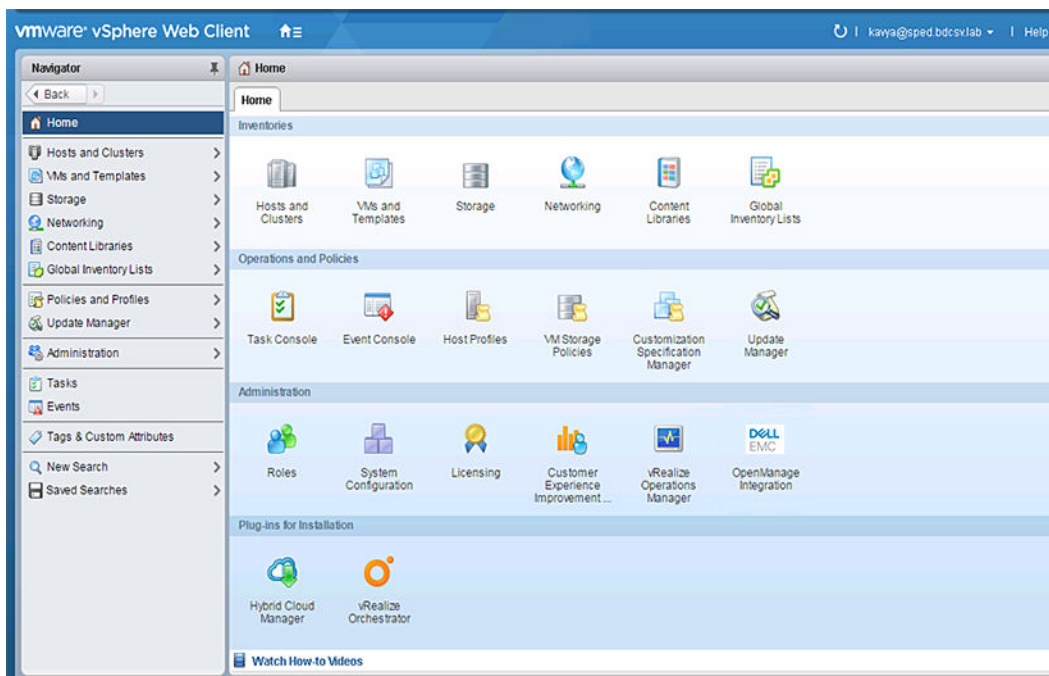 vmware® vSphere Web Client
kavya@sped.bdcsv.lab
Help
Navigator
Home
Back
Home
Home
Inventories
Hosts and Clusters
VMs and Templates
Storage
Networking
Content Libraries
Global Inventory Lists
Policies and Profiles
Update Manager
Administration
Tasks
Events
Tags & Custom Attributes
New Search
Saved Searches
Hosts and
Clusters
VMs and
Templates
Storage
Networking
Content
Libraries
Global
Inventory Lists
Operations and Policies
Task Console
Event Console
Host Profiles
VM Storage
Policies
Customization
Specification
Manager
Update
Manager
Administration
Roles
System
Configuration
Licensing
Customer
Experience
Improvement ...
vRealize
Operations
Manager
DELL
EMC
OpenManage
Integration
Plug-ins for Installation
Hybrid Cloud
Manager
vRealize
Orchestrator
Watch How-to Videos